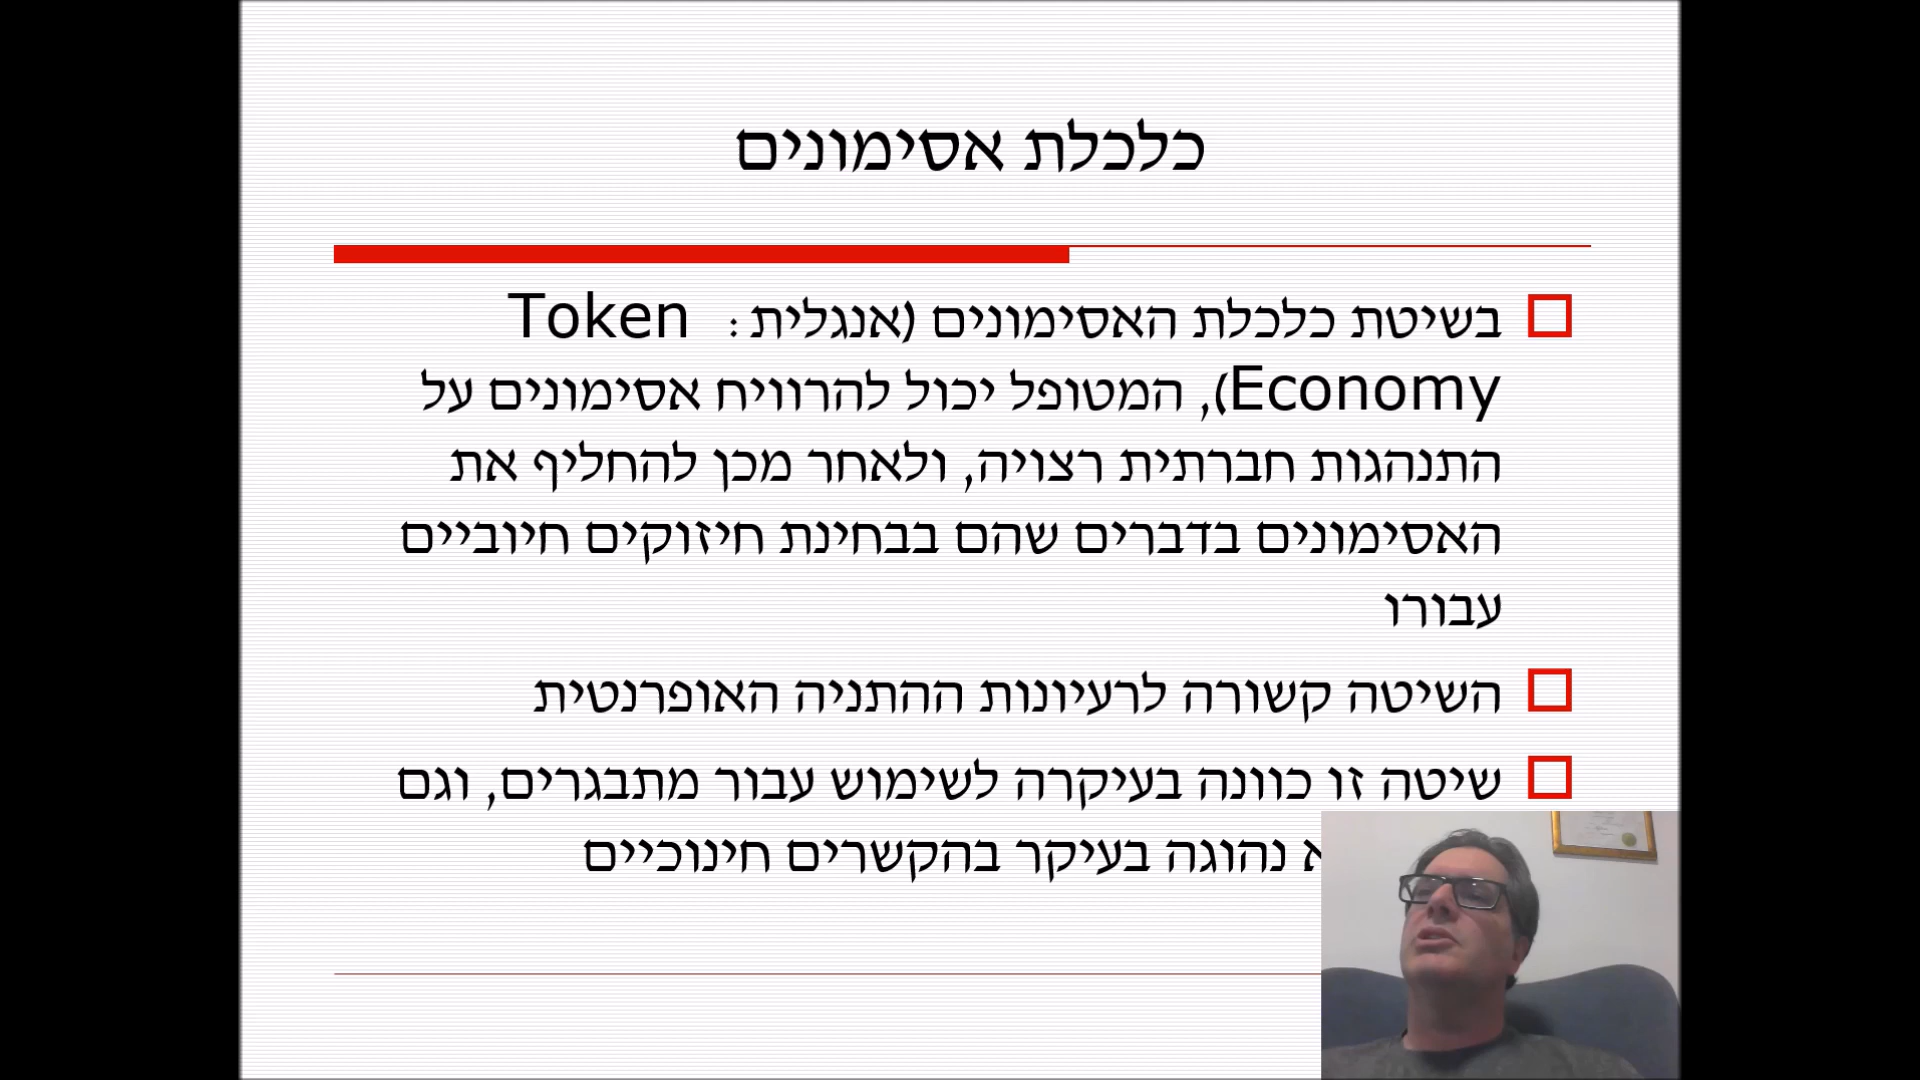 כלכלת אסימונים
בשיטת כלכלת האסימונים (אנגלית: Token
Economy), המטופל יכול להרוויח אסימונים על
התנהגות חברתית רצויה, ולאחר מכן להחליף את
האסימונים בדברים שהם בבחינת חיזוקים חיוביים
עבורו
השיטה קשורה לרעיונות ההתניה האופרנטית
שיטה זו כוונה בעיקרה לשימוש עבור מתבגרים, וגם
נהוגה בעיקר בהקשרים חינוכיים